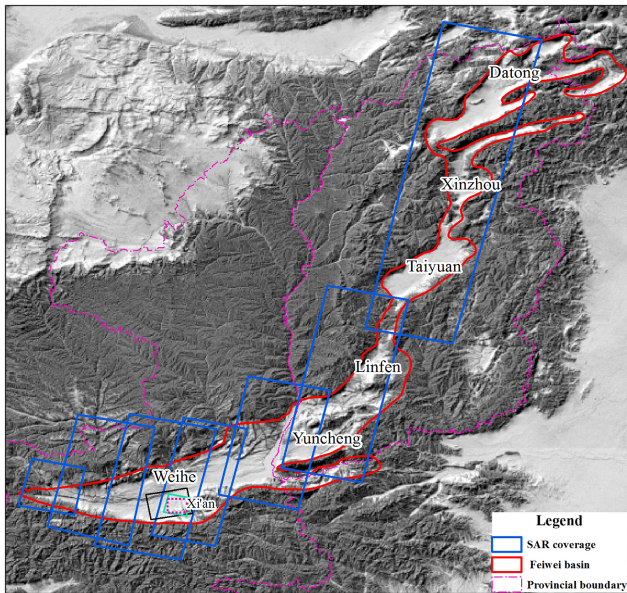 Datong
Xinzhou
Taiyuan
Linfen
Yuncheng
Weihe
Xi'an
Legend
SAR coverage
Feiwei basin
Provincial boundary